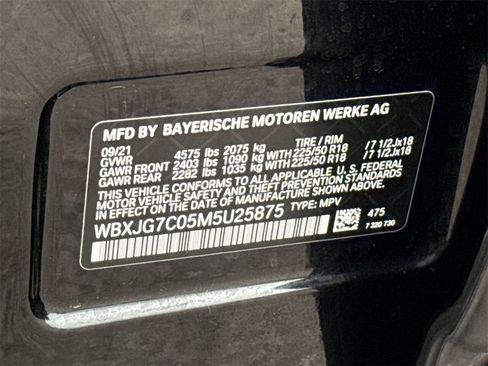 MFD BY BAYERISCHE MOTOREN WERKE AG
09/21
GVWR 4575 lbs 2075 kg TIRE / RIM
GAWR FRONT 2403 lbs 1090 kg WITH 225/50 R18 /7 1/2Jx18
GAWR REAR 2282 lbs 1035 kg WITH 225/50 R18 /7 1/2Jx18
THIS VEHICLE CONFORMS TO ALL APPLICABLE U. S. FEDERAL
MOTOR VEHICLE SAFETY AND THEFT PREVENTION STANDARDS
IN EFFECT ON THE DATE OF MANUFACTURE SHOWN ABOVE.
WBXJG7C05M5U25875 TYPE: MPV
475
7 320 730